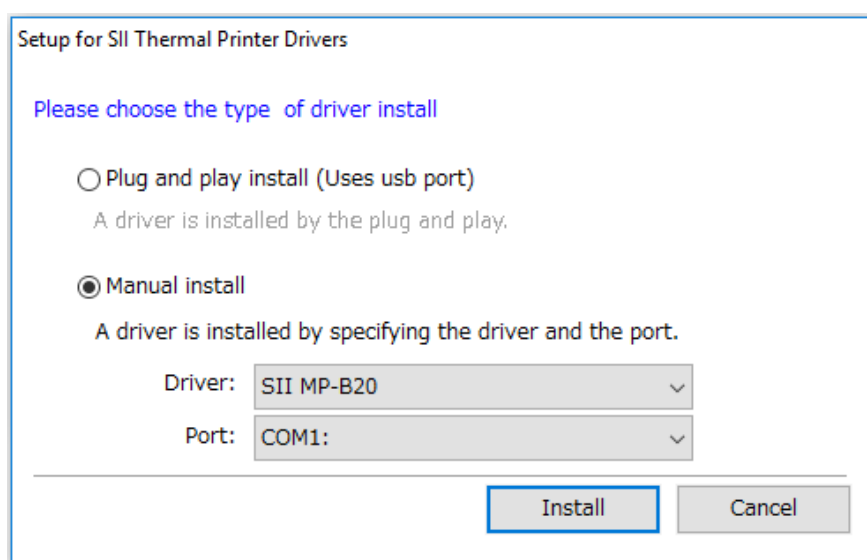 Setup for SII Thermal Printer Drivers
Please choose the type of driver install
Plug and play install (Uses usb port)
A driver is installed by the plug and play.
Manual install
A driver is installed by specifying the driver and the port.
Driver: SII MP-B20
Port: COM1:
Install Cancel